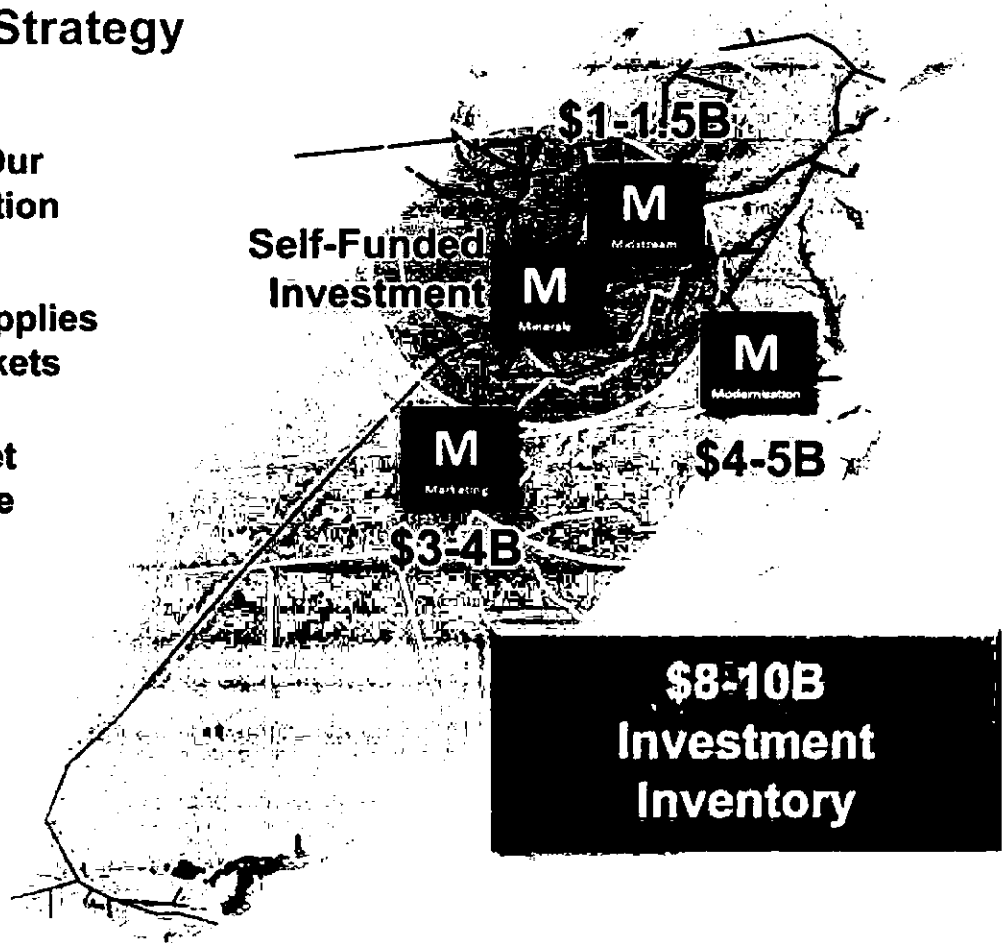 Strategy
Our
tion
pplies
kets
et
e
$1-1.5B
M
Midstream
Self-Funded
Investment
M
Minerals
M
Modernisation
$4-5B
M
Marketing
$3-4B
$8-10B
Investment
Inventory